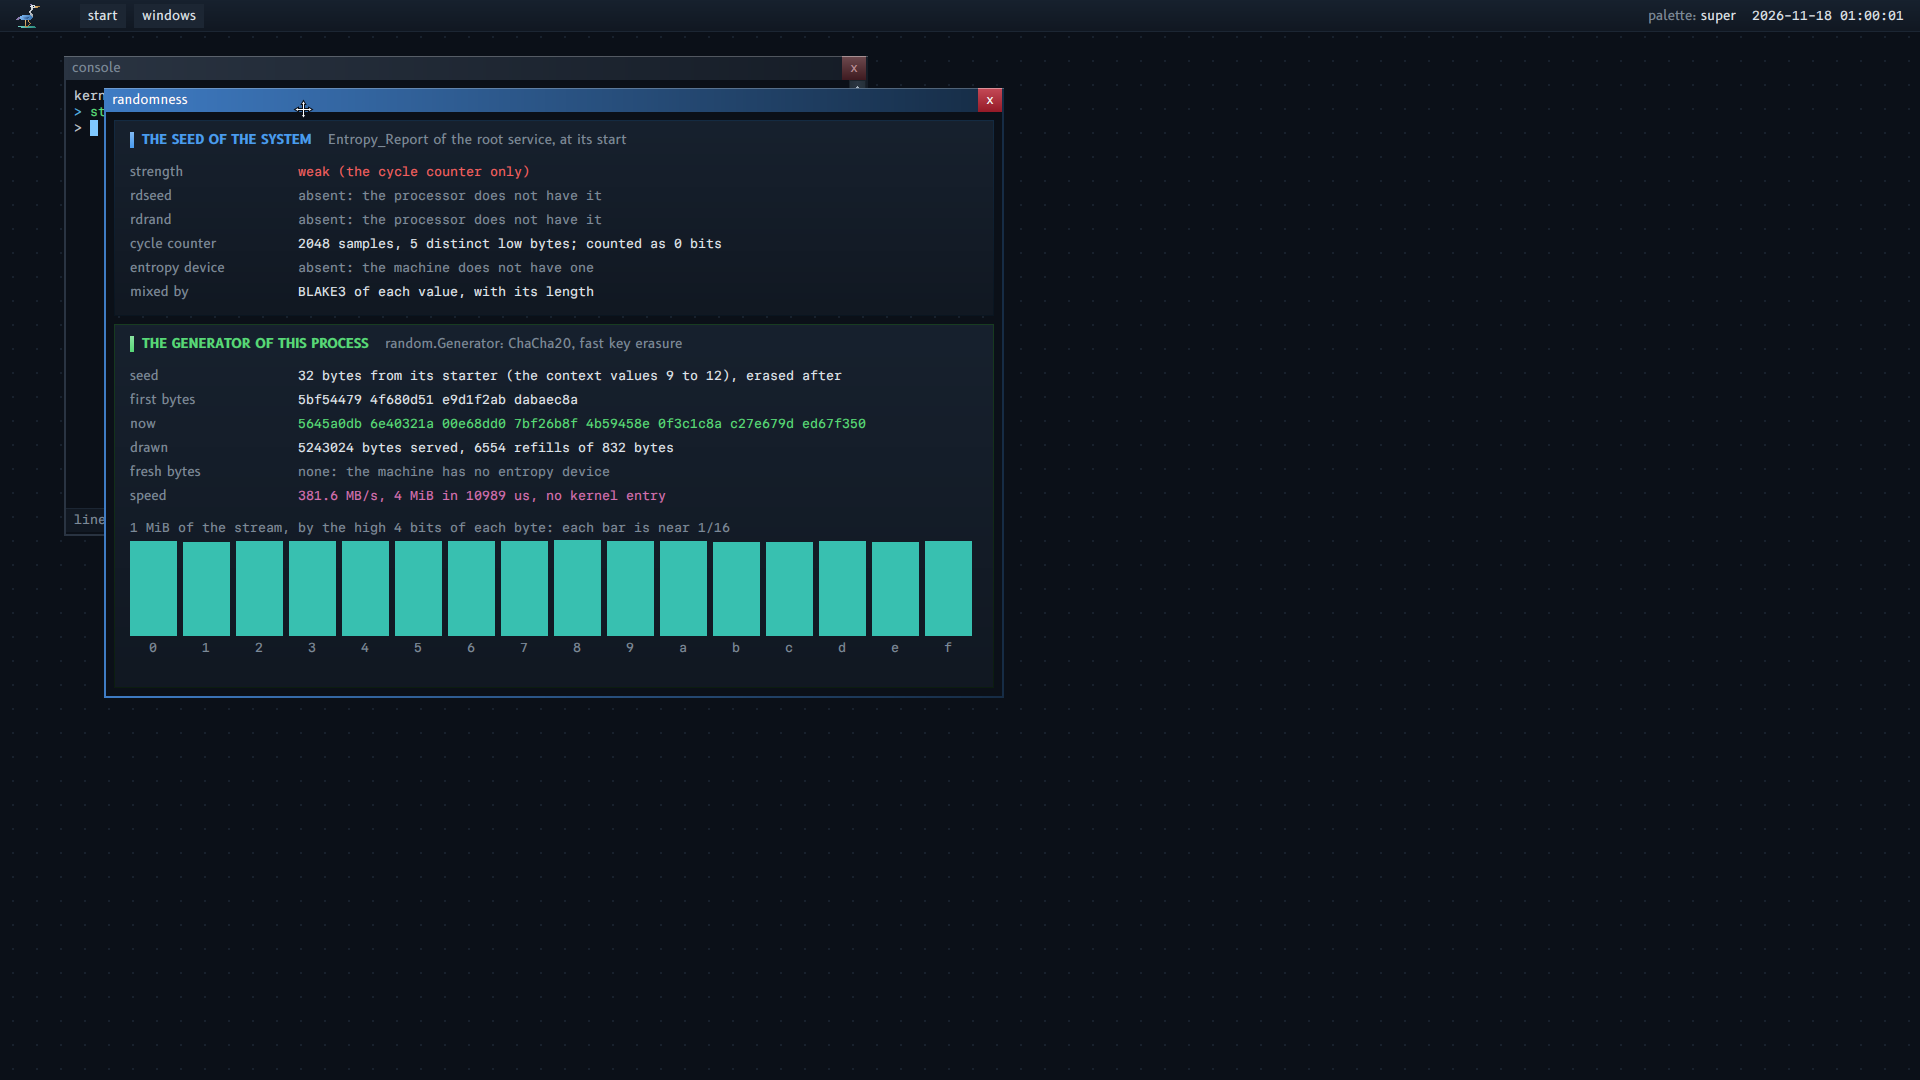 start windows palette: super 2026-11-18 01:00:01
console x
kern
> st
>
line
randomness x
THE SEED OF THE SYSTEM Entropy_Report of the root service, at its start
strength weak (the cycle counter only)
rdseed absent: the processor does not have it
rdrand absent: the processor does not have it
cycle counter 2048 samples, 5 distinct low bytes; counted as 0 bits
entropy device absent: the machine does not have one
mixed by BLAKE3 of each value, with its length
THE GENERATOR OF THIS PROCESS random.Generator: ChaCha20, fast key erasure
seed 32 bytes from its starter (the context values 9 to 12), erased after
first bytes 5bf54479 4f680d51 e9d1f2ab dabaec8a
now 5645a0db 6e40321a 00e68dd0 7bf26b8f 4b59458e 0f3c1c8a c27e679d ed67f350
drawn 5243024 bytes served, 6554 refills of 832 bytes
fresh bytes none: the machine has no entropy device
speed 381.6 MB/s, 4 MiB in 10989 us, no kernel entry
1 MiB of the stream, by the high 4 bits of each byte: each bar is near 1/16
0 1 2 3 4 5 6 7 8 9 a b c d e f